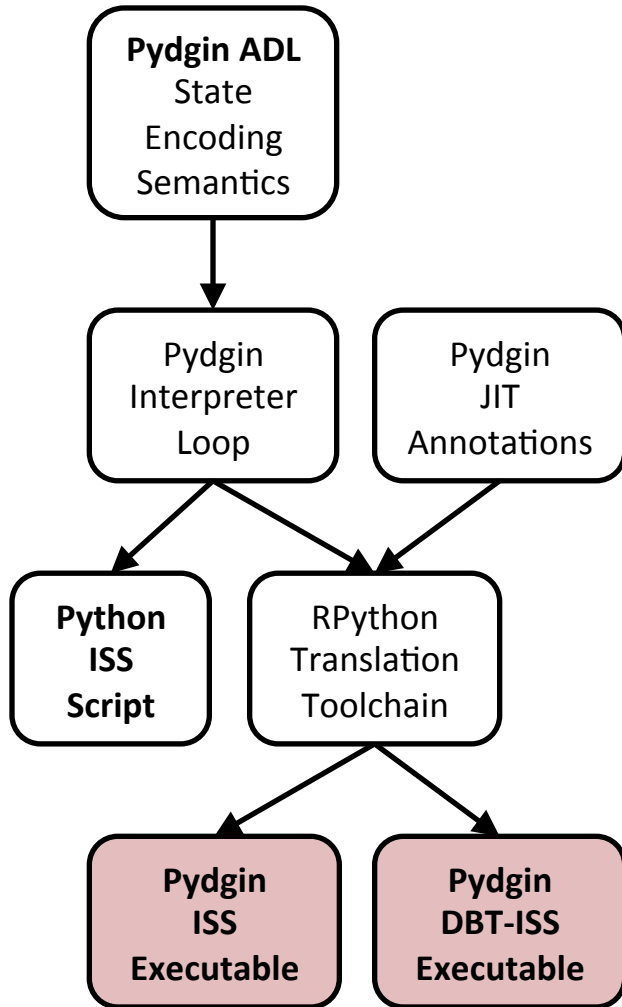 Pydgin ADL
State
Encoding
Semantics
Pydgin
Interpreter
Loop
Pydgin
JIT
Annotations
Python
ISS
Script
RPython
Translation
Toolchain
Pydgin
ISS
Executable
Pydgin
DBT-ISS
Executable